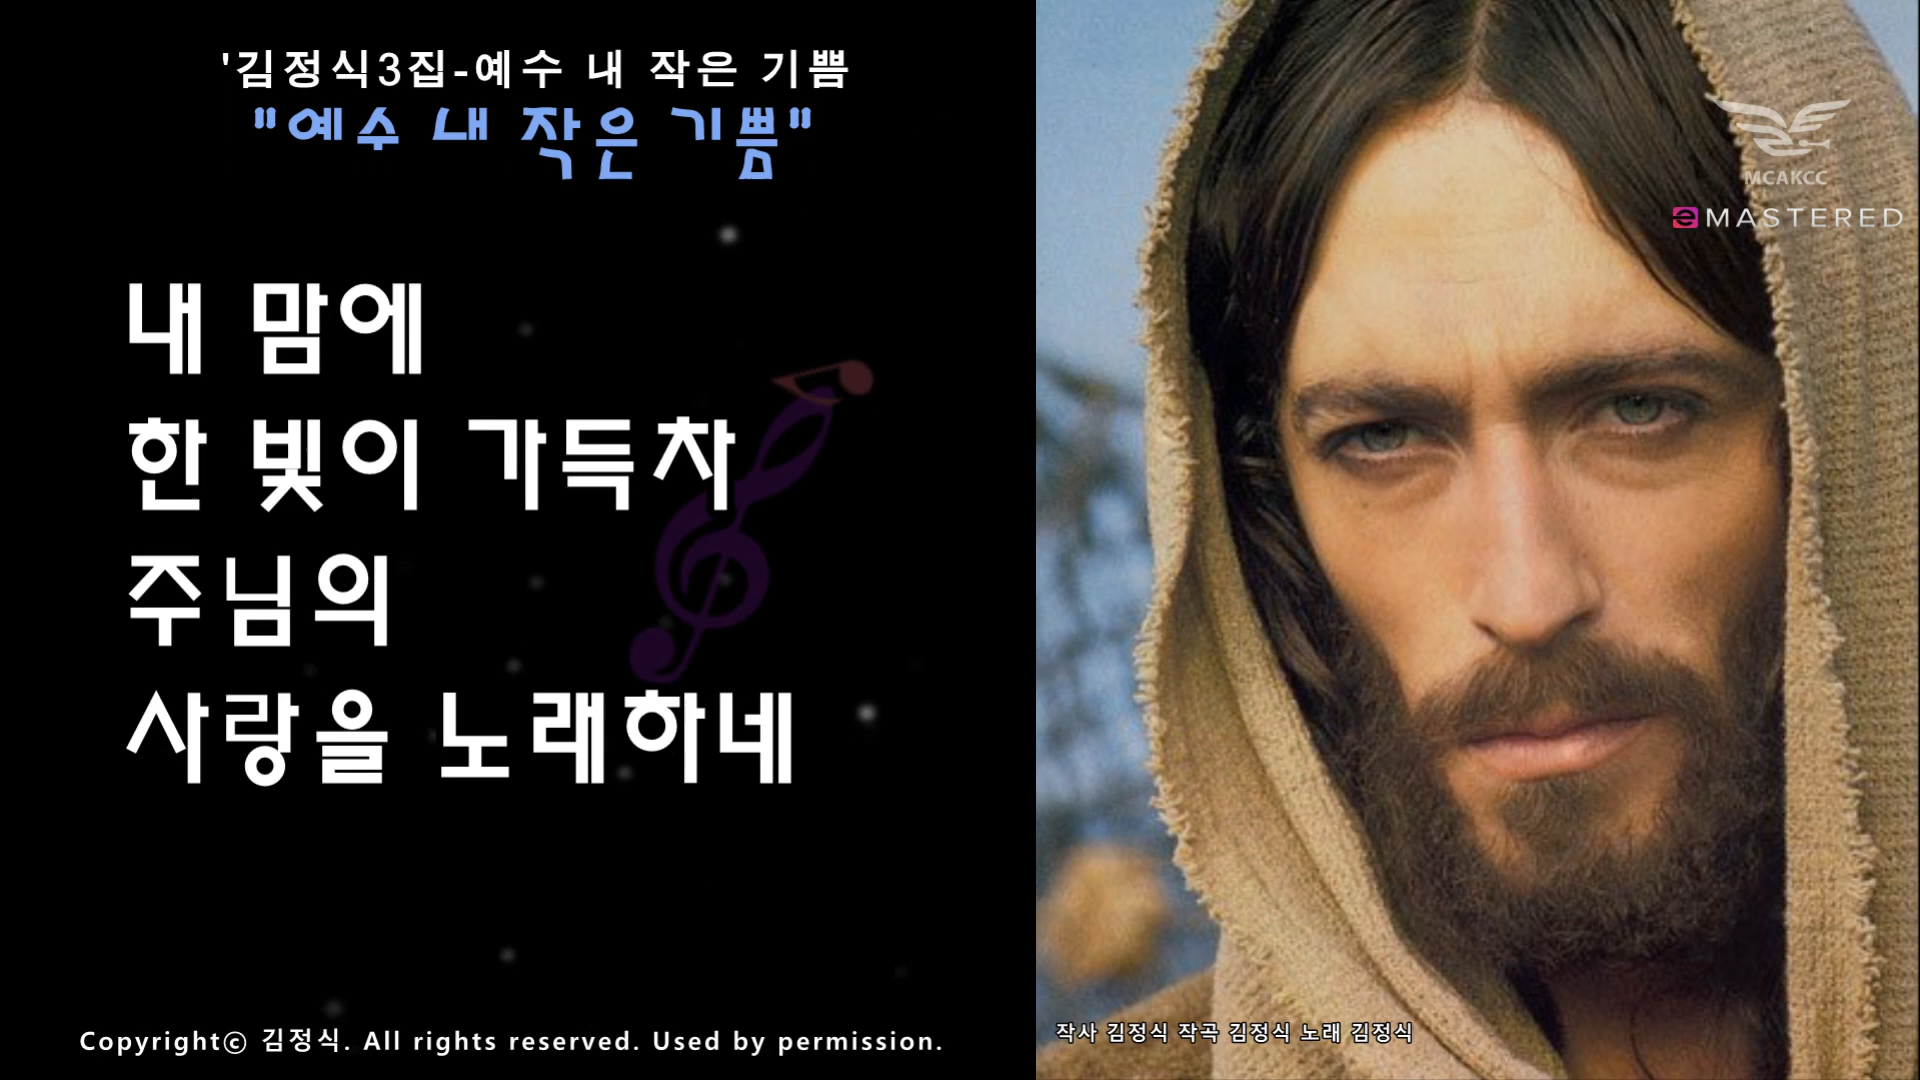 '김정식3집-예수 내 작은 기쁨
"예수 내 작은 기쁨"
내 맘에
한 빛이 가득차
주님의
사랑을 노래하네
Copyright© 김정식. All rights reserved. Used by permission.
MCAKCC
e MASTERED
작사 김정식 작곡 김정식 노래 김정식